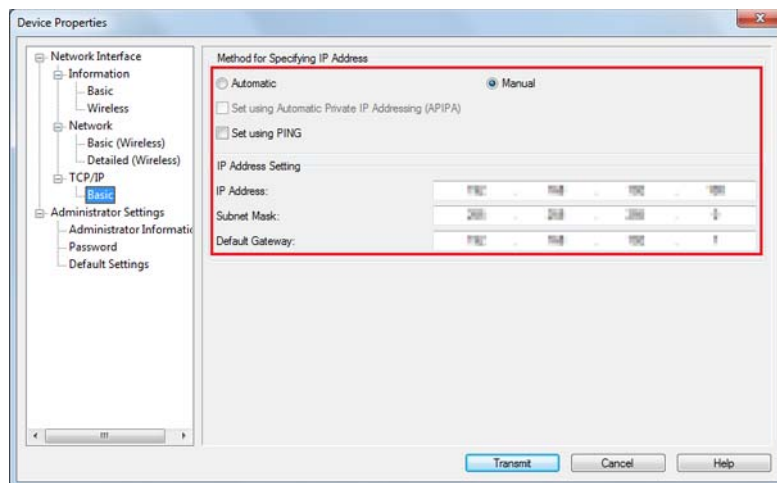 Device Properties
Network Interface
Information
Basic
Wireless
Network
Basic (Wireless)
Detailed (Wireless)
TCP/IP
Basic
Administrator Settings
Administrator Informatic
Password
Default Settings
Method for Specifying IP Address
Automatic
Manual
Set using Automatic Private IP Addressing (APIPA)
Set using PING
IP Address Setting
IP Address:
Subnet Mask:
Default Gateway:
Transmit
Cancel
Help